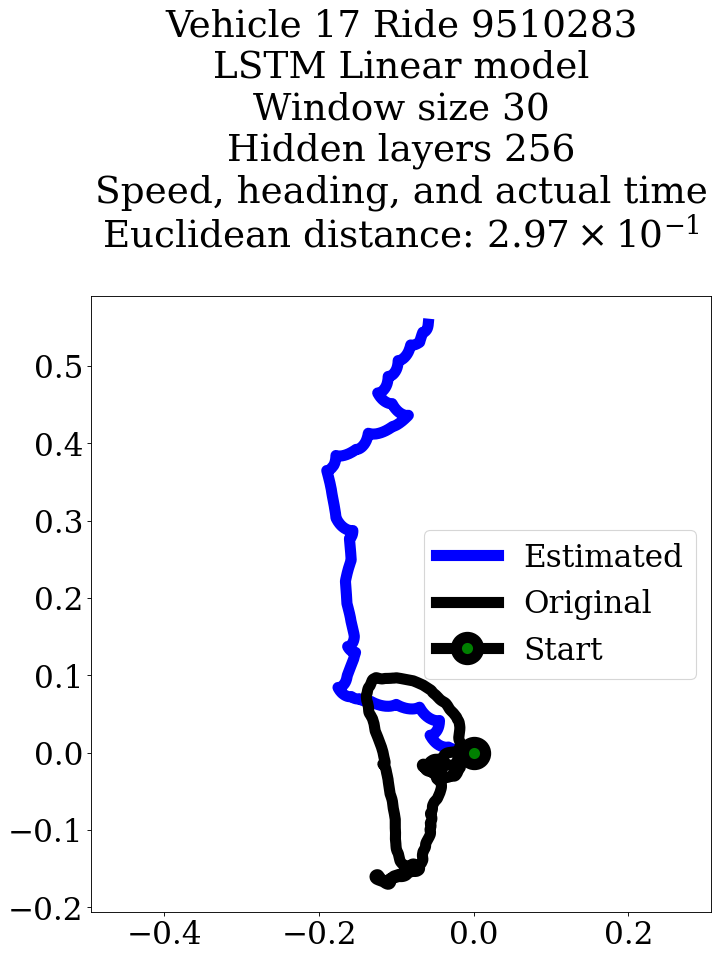 Vehicle 17 Ride 9510283
LSTM Linear model
Window size 30
Hidden layers 256
Speed, heading, and actual time
Euclidean distance: 2.97 × 10⁻¹
0.5
0.4
0.3
0.2
0.1
0.0
−0.1
−0.2
Estimated
Original
Start
−0.4 −0.2 0.0 0.2